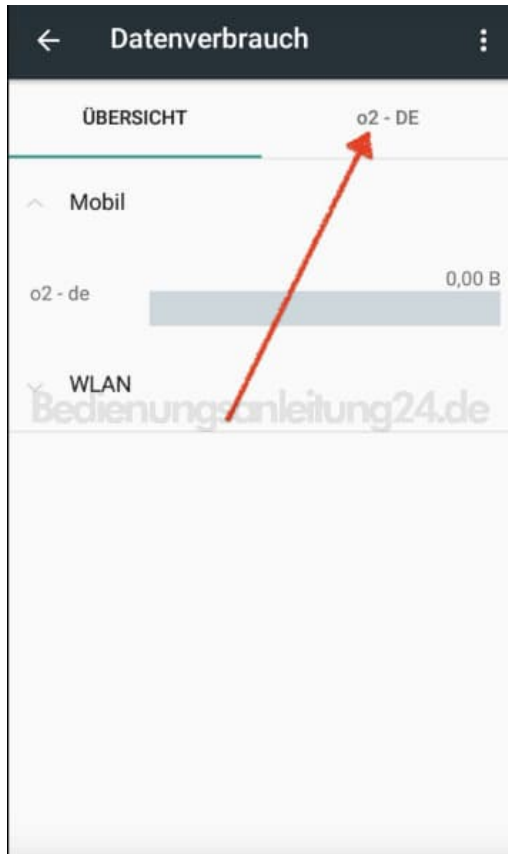 Datenverbrauch
ÜBERSICHT o2 - DE
Mobil
0,00 B
o2 - de
WLAN
Bedienungsanleitung24.de